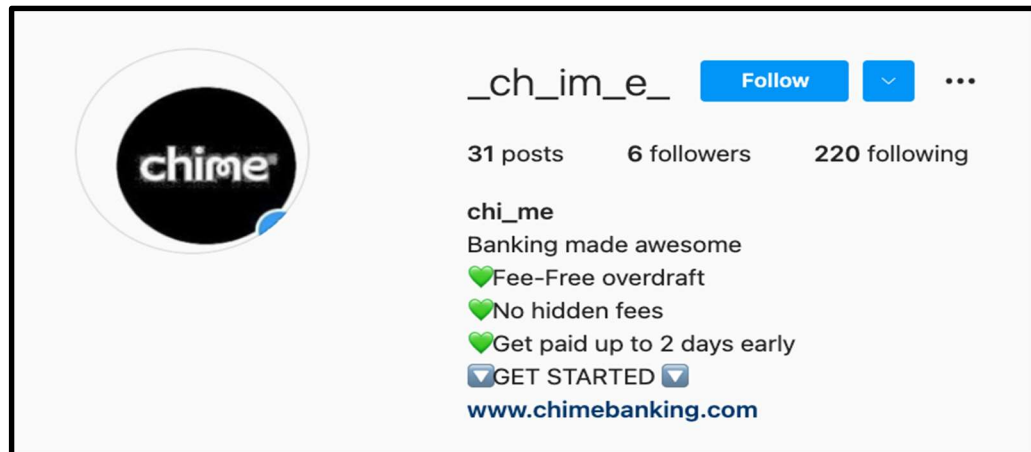 chime
_ch_im_e_ Follow
31 posts 6 followers 220 following
chi_me
Banking made awesome
💚Fee-Free overdraft
💚No hidden fees
💚Get paid up to 2 days early
🔽GET STARTED 🔽
www.chimebanking.com